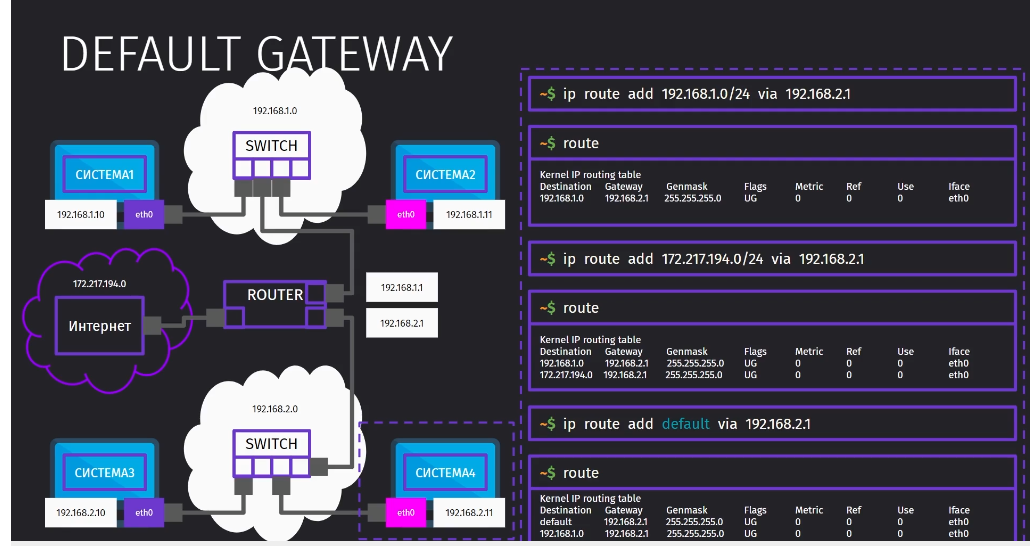 DEFAULT GATEWAY
192.168.1.0
SWITCH
СИСТЕМА1
192.168.1.10
eth0
СИСТЕМА2
eth0
192.168.1.11
172.217.194.0
Интернет
ROUTER
192.168.1.1
192.168.2.1
192.168.2.0
SWITCH
СИСТЕМА3
192.168.2.10
eth0
СИСТЕМА4
eth0
192.168.2.11
~$ ip route add 192.168.1.0/24 via 192.168.2.1
~$ route
Kernel IP routing table
Destination Gateway Genmask Flags Metric Ref Use Iface
192.168.1.0 192.168.2.1 255.255.255.0 UG 0 0 0 eth0
~$ ip route add 172.217.194.0/24 via 192.168.2.1
~$ route
Kernel IP routing table
Destination Gateway Genmask Flags Metric Ref Use Iface
192.168.1.0 192.168.2.1 255.255.255.0 UG 0 0 0 eth0
172.217.194.0 192.168.2.1 255.255.255.0 UG 0 0 0 eth0
~$ ip route add default via 192.168.2.1
~$ route
Kernel IP routing table
Destination Gateway Genmask Flags Metric Ref Use Iface
default 192.168.2.1 255.255.255.0 UG 0 0 0 eth0
192.168.1.0 192.168.2.1 255.255.255.0 UG 0 0 0 eth0